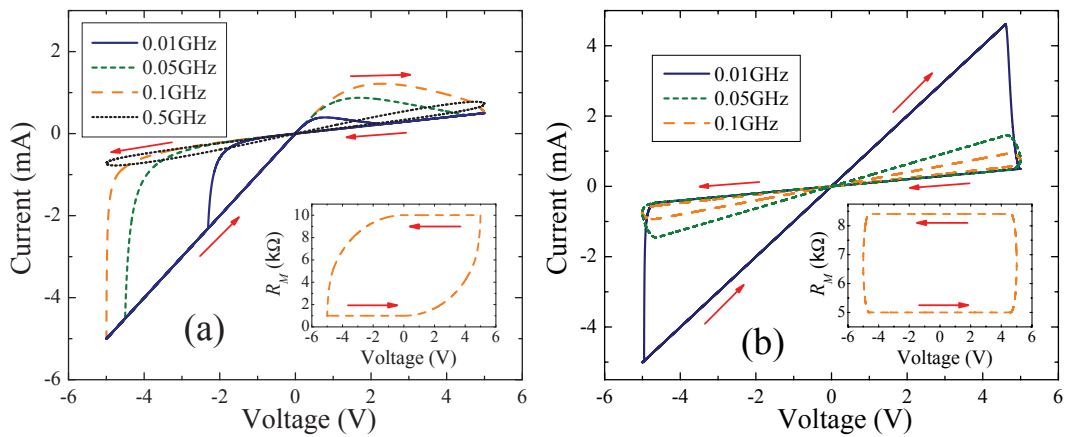 0.01GHz
0.05GHz
0.1GHz
0.5GHz
2
0
-2
-4
-6
-6 -4 -2 0 2 4 6
Current (mA)
Voltage (V)
(a)
10
8
6
4
2
0
-6 -4 -2 0 2 4 6
R_M (kΩ)
Voltage (V)
0.01GHz
0.05GHz
0.1GHz
4
2
0
-2
-4
-6 -4 -2 0 2 4 6
Current (mA)
Voltage (V)
(b)
8
7
6
5
-6 -4 -2 0 2 4 6
R_M (kΩ)
Voltage (V)